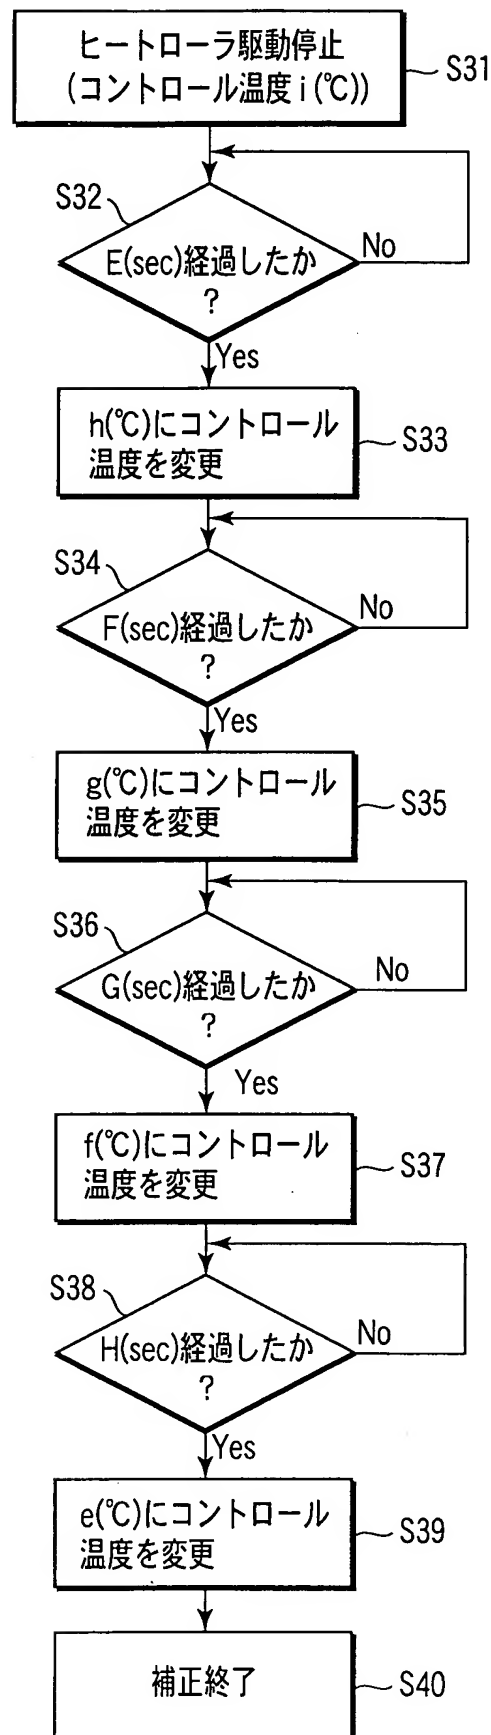 ヒートローラ駆動停止
(コントロール温度i(℃))
S31
S32
E(sec)経過したか
?
No
Yes
h(℃)にコントロール
温度を変更
S33
S34
F(sec)経過したか
?
No
Yes
g(℃)にコントロール
温度を変更
S35
S36
G(sec)経過したか
?
No
Yes
f(℃)にコントロール
温度を変更
S37
S38
H(sec)経過したか
?
No
Yes
e(℃)にコントロール
温度を変更
S39
補正終了
S40